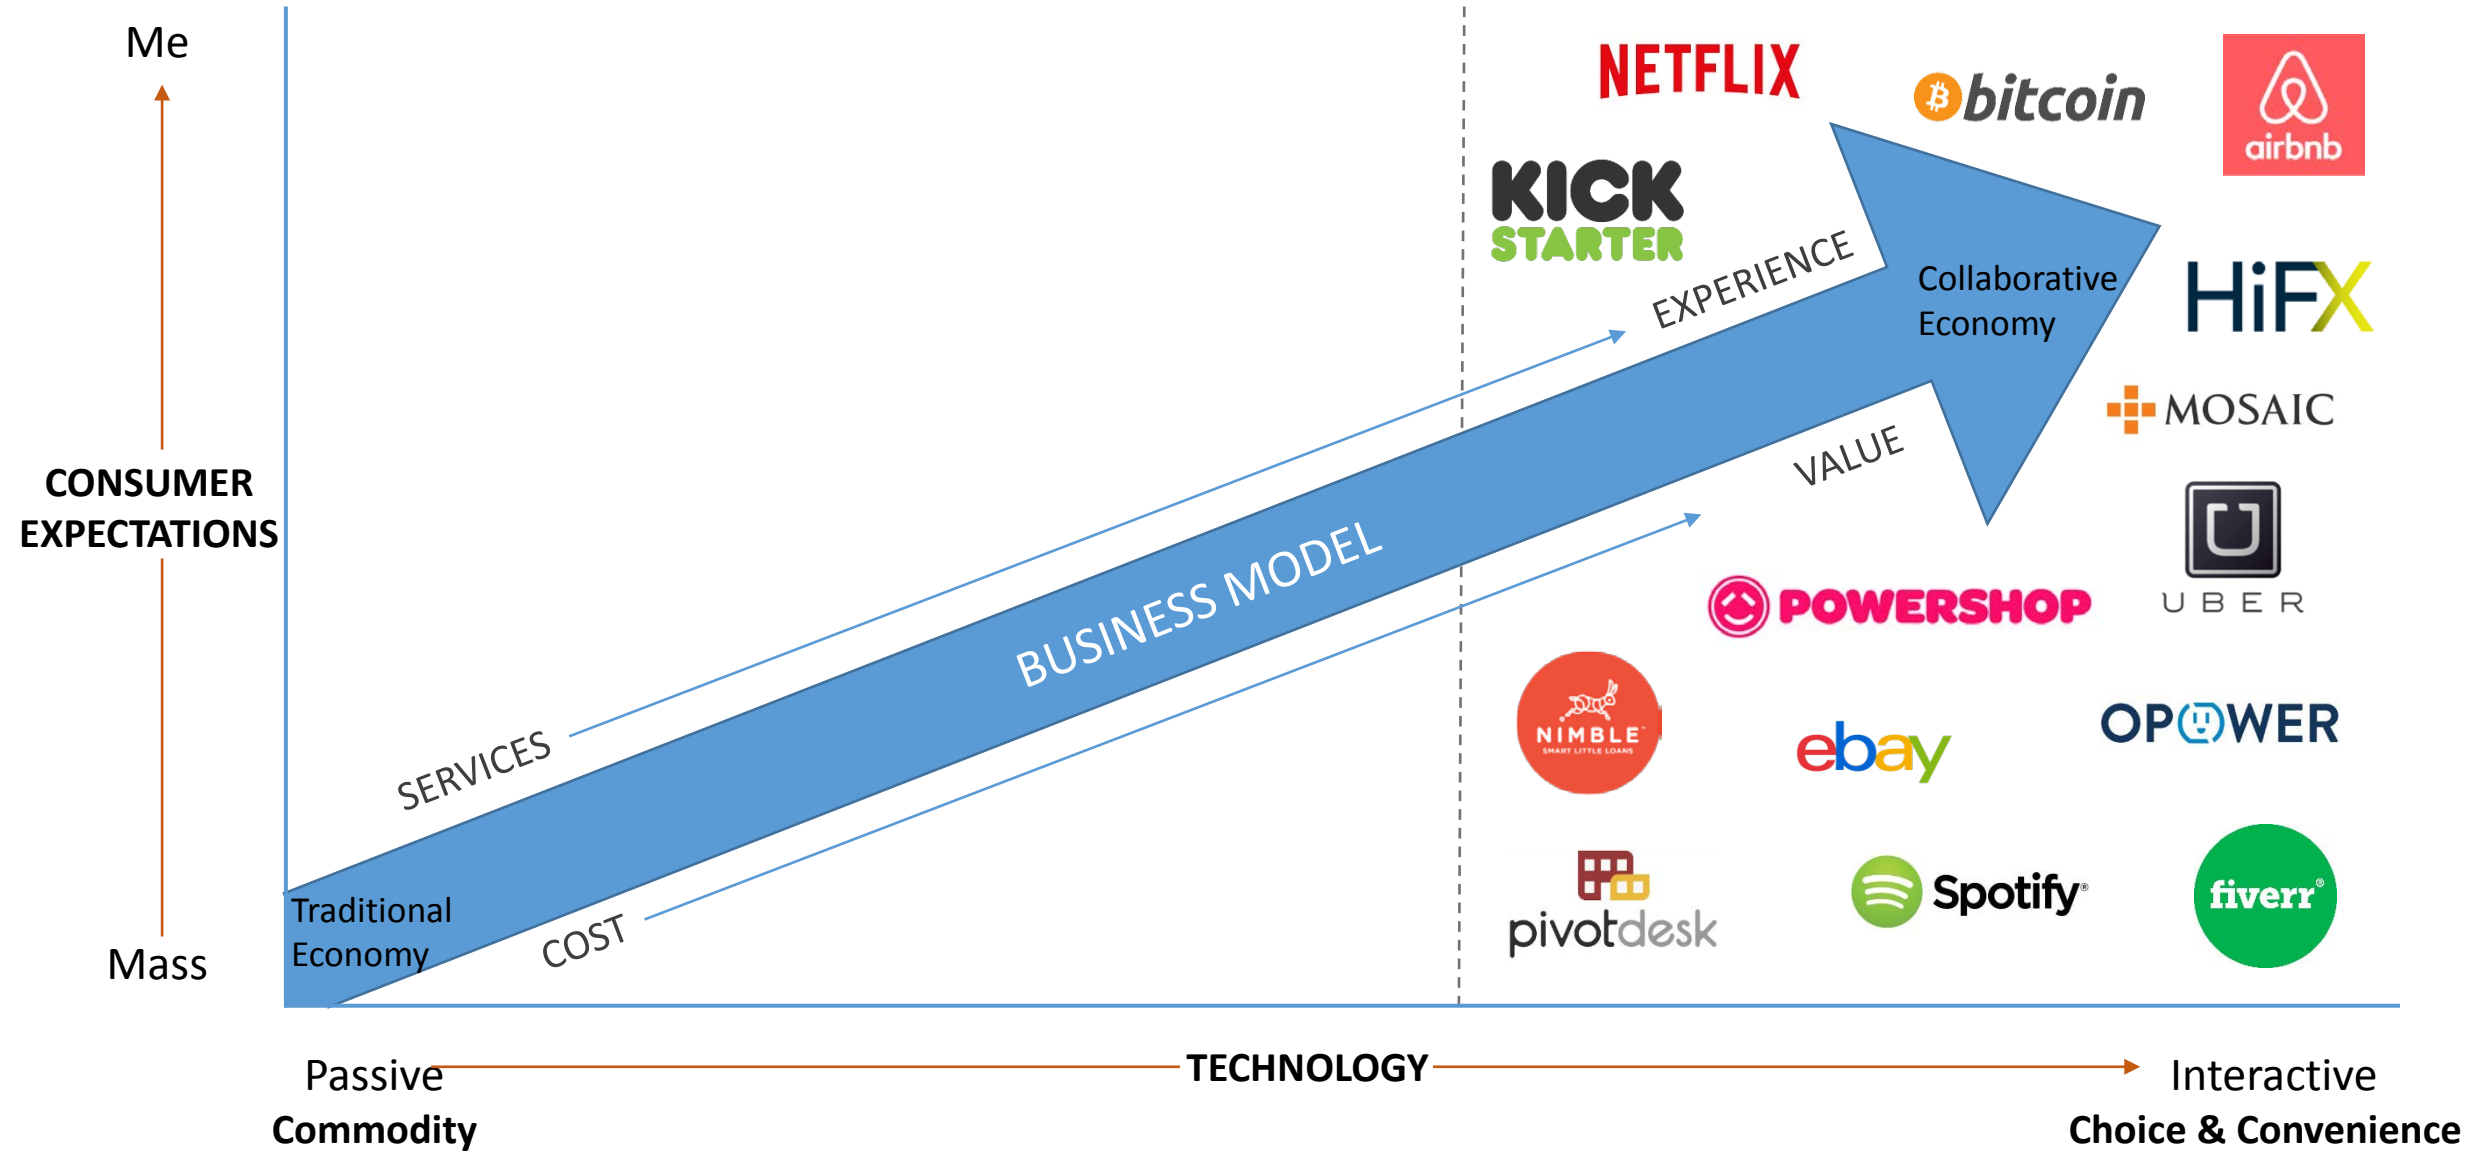 Me
CONSUMER
EXPECTATIONS
Mass
NETFLIX
bitcoin
airbnb
KICK
STARTER
EXPERIENCE
Collaborative
Economy
HiFX
MOSAIC
VALUE
UBER
BUSINESS MODEL
POWERSHOP
NIMBLE™
SMART LITTLE LOANS
ebay
OPOWER
SERVICES
COST
Traditional
Economy
pivotdesk
Spotify®
fiverr®
Passive
Commodity
TECHNOLOGY
Interactive
Choice & Convenience